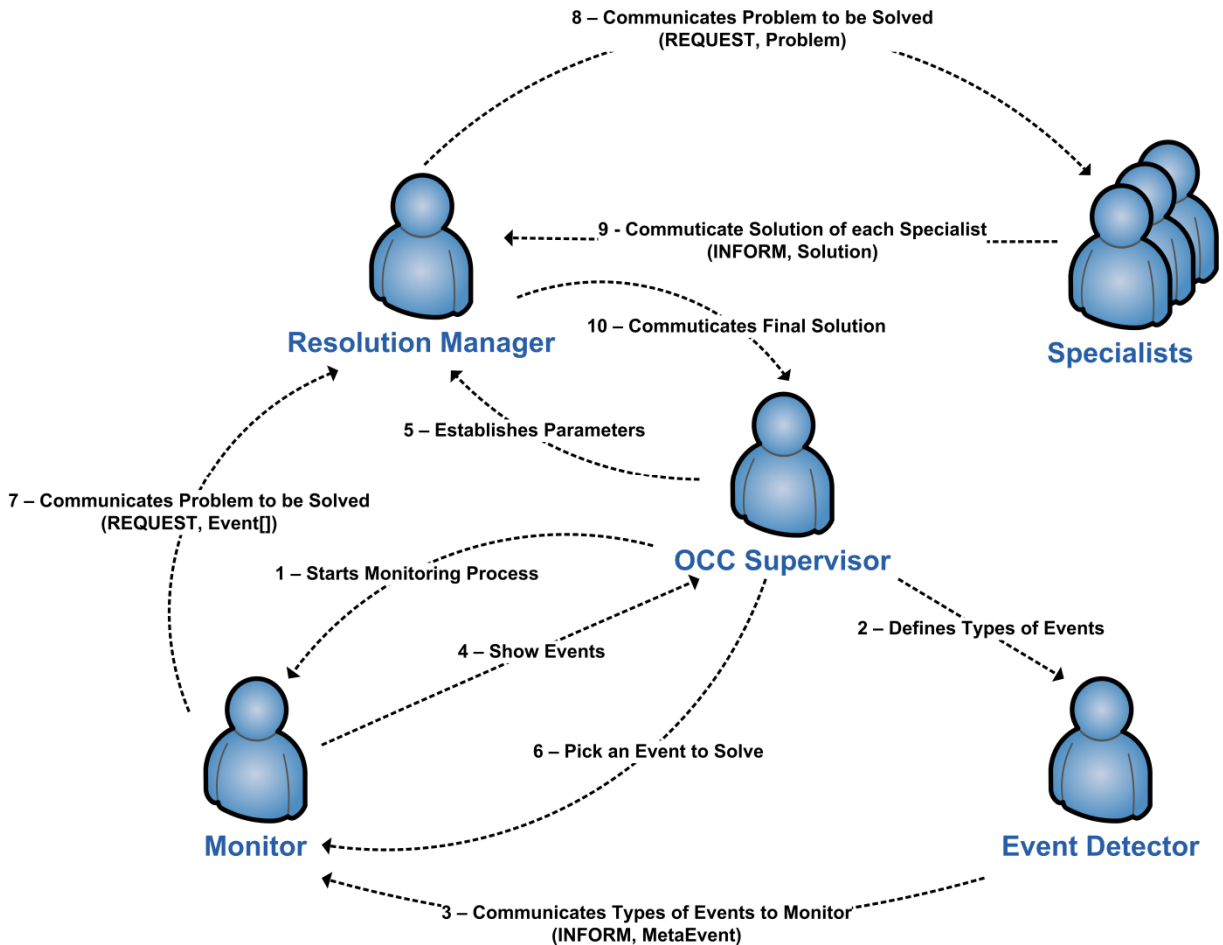 8 – Communicates Problem to be Solved
(REQUEST, Problem)
9 - Commuticate Solution of each Specialist
(INFORM, Solution)
10 – Commuticates Final Solution
Resolution Manager
Specialists
5 – Establishes Parameters
7 – Communicates Problem to be Solved
(REQUEST, Event[])
OCC Supervisor
1 – Starts Monitoring Process
2 – Defines Types of Events
4 – Show Events
6 – Pick an Event to Solve
Monitor
Event Detector
3 – Communicates Types of Events to Monitor
(INFORM, MetaEvent)